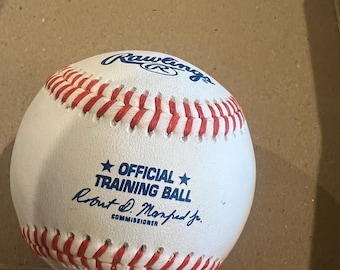 Rawlings
R
★ OFFICIAL ★
TRAINING BALL
Robert D. Manfred Jr.
COMMISSIONER